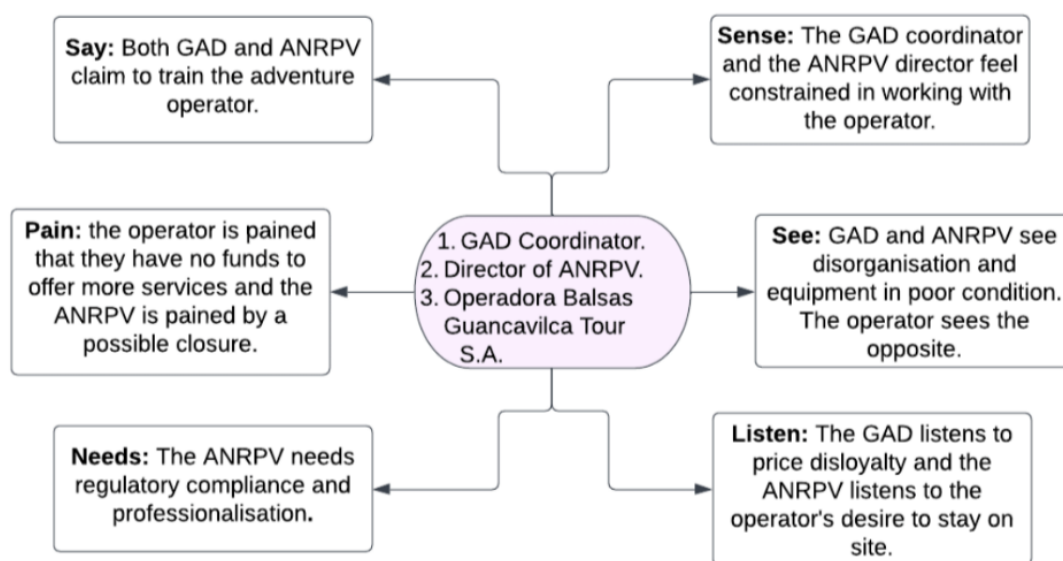 Say: Both GAD and ANRPV
claim to train the adventure
operator.
Sense: The GAD coordinator
and the ANRPV director feel
constrained in working with
the operator.
Pain: the operator is pained
that they have no funds to
offer more services and the
ANRPV is pained by a
possible closure.
1. GAD Coordinator.
2. Director of ANRPV.
3. Operadora Balsas
Guancavilca Tour
S.A.
See: GAD and ANRPV see
disorganisation and
equipment in poor condition.
The operator sees the
opposite.
Needs: The ANRPV needs
regulatory compliance and
professionalisation.
Listen: The GAD listens to
price disloyalty and the
ANRPV listens to the
operator's desire to stay on
site.